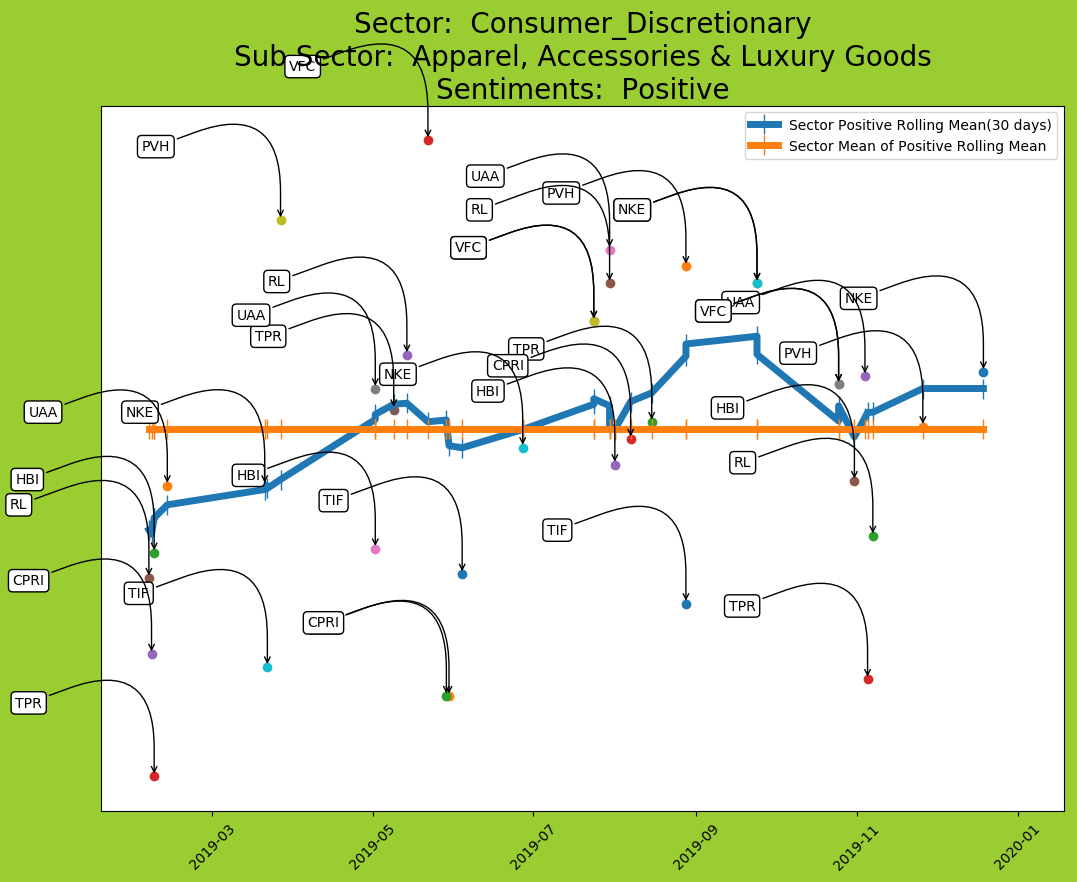 Sector:  Consumer_Discretionary
Sub Sector:  Apparel, Accessories & Luxury Goods
Sentiments:  Positive
VFC
Sector Positive Rolling Mean(30 days)
Sector Mean of Positive Rolling Mean
PVH
UAA
PVH
RL
NKE
VFC
RL
NKE
UAA
VFC
UAA
TPR
TPR
PVH
CPRI
NKE
HBI
HBI
UAA
NKE
RL
HBI
HBI
TIF
RL
TIF
CPRI
TIF
TPR
CPRI
TPR
2019-03
2019-05
2019-07
2019-09
2019-11
2020-01